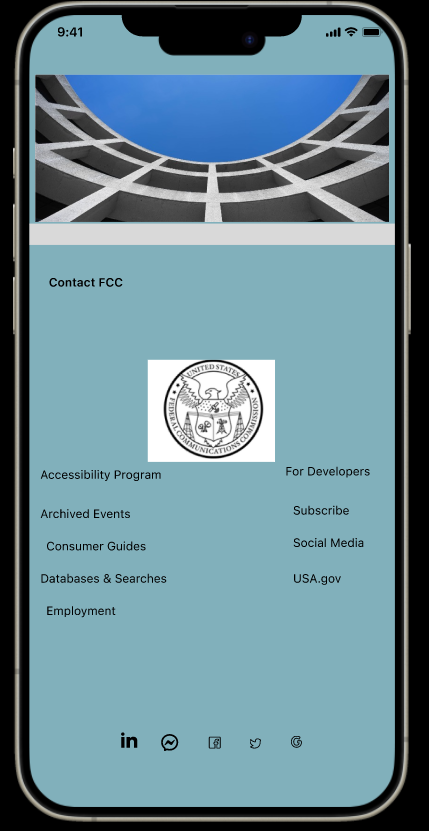 9:41
Contact FCC
UNITED STATES
FEDERAL COMMUNICATIONS COMMISSION
Accessibility Program
For Developers
Archived Events
Subscribe
Consumer Guides
Social Media
Databases & Searches
USA.gov
Employment
in